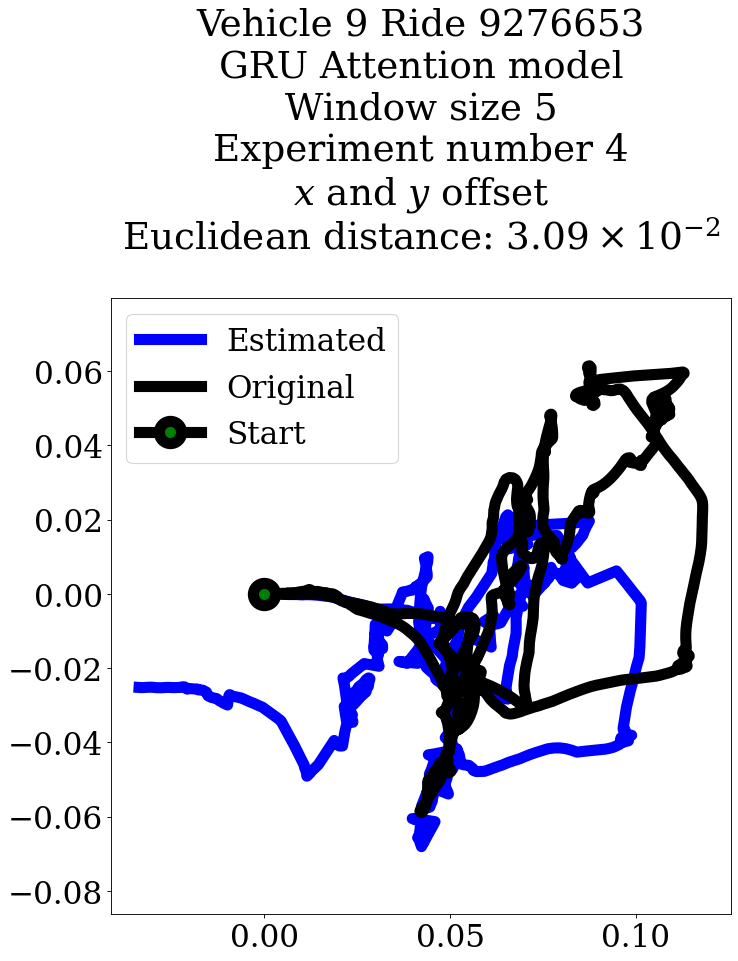 Vehicle 9 Ride 9276653
GRU Attention model
Window size 5
Experiment number 4
x and y offset
Euclidean distance: 3.09 × 10⁻²
Estimated
Original
Start
0.06
0.04
0.02
0.00
−0.02
−0.04
−0.06
−0.08
0.00 0.05 0.10